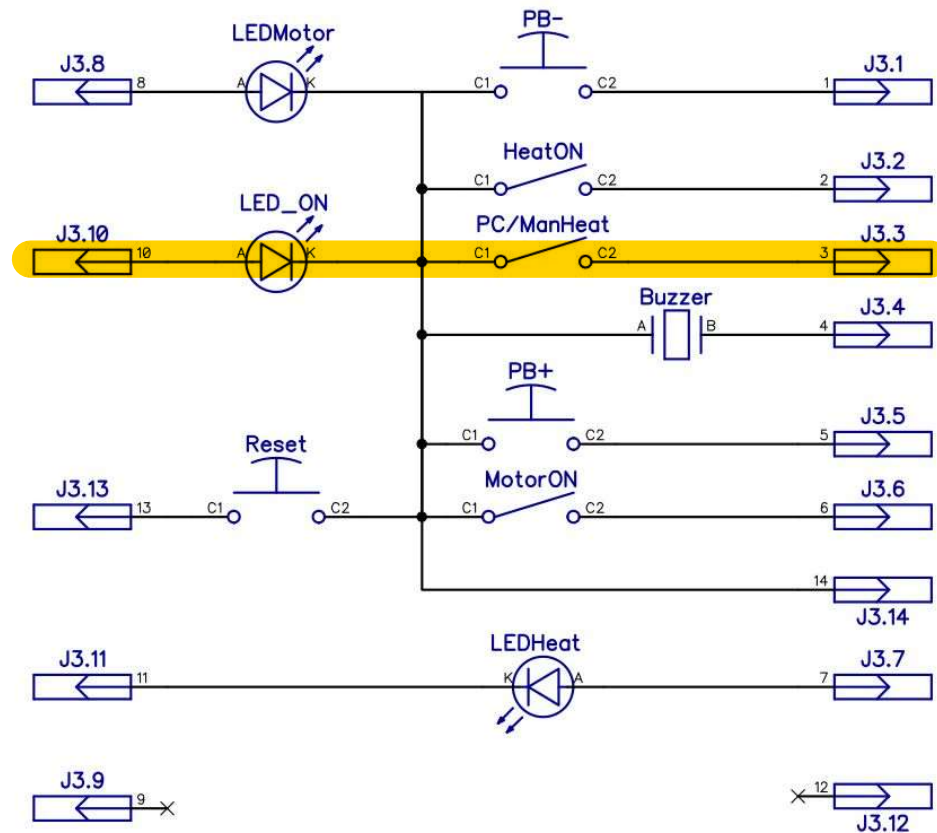 PB-
LEDMotor
J3.8 J3.1
8 A K C1 C2 1
HeatON J3.2
C1 C2 2
LED_ON
J3.10 PC/ManHeat J3.3
10 A K C1 C2 3
Buzzer J3.4
A B 4
PB+
J3.5
C1 C2 5
Reset
J3.13 MotorON J3.6
13 C1 C2 C1 C2 6
14
J3.14
LEDHeat
J3.11 J3.7
11 K A 7
J3.9
9 12
J3.12